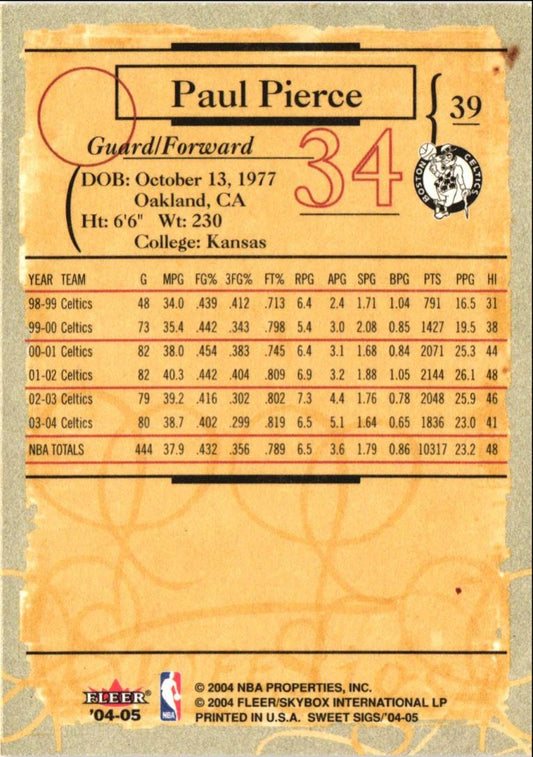 Paul Pierce
39
Guard/Forward
34
BOSTON CELTICS
DOB: October 13, 1977
Oakland, CA
Ht: 6'6" Wt: 230
College: Kansas
YEAR TEAM G MPG FG% 3FG% FT% RPG APG SPG BPG PTS PPG HI
98-99 Celtics 48 34.0 .439 .412 .713 6.4 2.4 1.71 1.04 791 16.5 31
99-00 Celtics 73 35.4 .442 .343 .798 5.4 3.0 2.08 0.85 1427 19.5 38
00-01 Celtics 82 38.0 .454 .383 .745 6.4 3.1 1.68 0.84 2071 25.3 44
01-02 Celtics 82 40.3 .442 .404 .809 6.9 3.2 1.88 1.05 2144 26.1 48
02-03 Celtics 79 39.2 .416 .302 .802 7.3 4.4 1.76 0.78 2048 25.9 46
03-04 Celtics 80 38.7 .402 .299 .819 6.5 5.1 1.64 0.65 1836 23.0 41
NBA TOTALS 444 37.9 .432 .356 .789 6.5 3.6 1.79 0.86 10317 23.2 48
FLEER
'04-05
NBA
© 2004 NBA PROPERTIES, INC.
© 2004 FLEER/SKYBOX INTERNATIONAL LP
PRINTED IN U.S.A. SWEET SIGS/'04-05